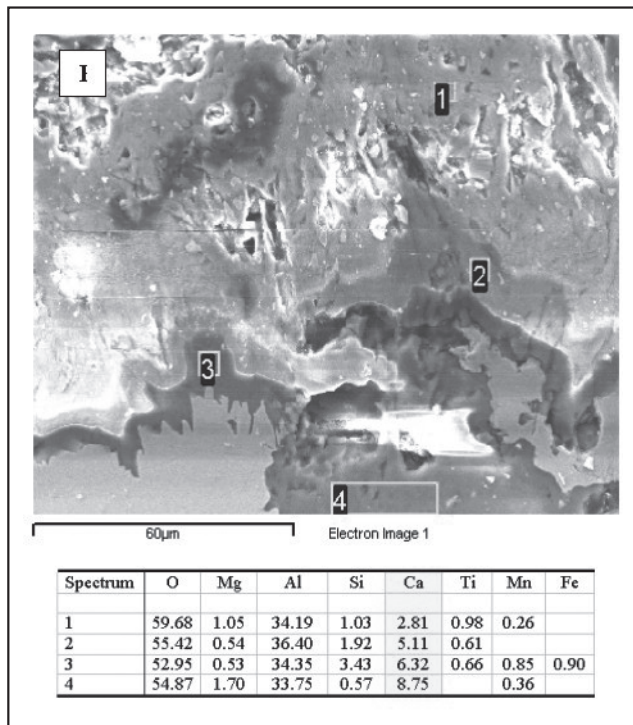 I
1
2
3
4
60µm
Electron Image 1
Spectrum O Mg Al Si Ca Ti Mn Fe
1 59.68 1.05 34.19 1.03 2.81 0.98 0.26
2 55.42 0.54 36.40 1.92 5.11 0.61
3 52.95 0.53 34.35 3.43 6.32 0.66 0.85 0.90
4 54.87 1.70 33.75 0.57 8.75 0.36